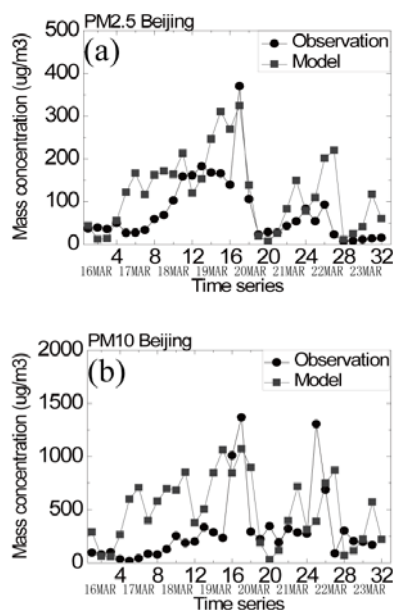 PM2.5 Beijing
500
(a)
Observation
Model
400
300
200
100
0
Mass concentration (ug/m3)
4 8 12 16 20 24 28 32
16MAR 17MAR 18MAR 19MAR 20MAR 21MAR 22MAR 23MAR
Time series
PM10 Beijing
2000
(b)
Observation
Model
1500
1000
500
0
Mass concentration (ug/m3)
4 8 12 16 20 24 28 32
16MAR 17MAR 18MAR 19MAR 20MAR 21MAR 22MAR 23MAR
Time series